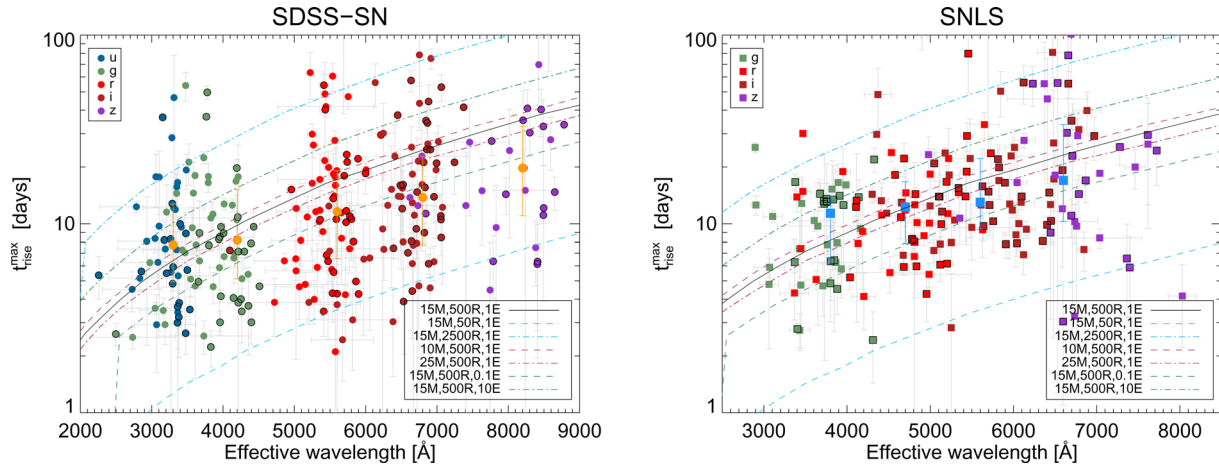 SDSS−SN
SNLS
100
10
1
t_rise^max [days]
u
g
r
i
z
15M,500R,1E
15M,50R,1E
15M,2500R,1E
10M,500R,1E
25M,500R,1E
15M,500R,0.1E
15M,500R,10E
2000 3000 4000 5000 6000 7000 8000 9000
Effective wavelength [Å]
100
10
1
t_rise^max [days]
g
r
i
z
15M,500R,1E
15M,50R,1E
15M,2500R,1E
10M,500R,1E
25M,500R,1E
15M,500R,0.1E
15M,500R,10E
3000 4000 5000 6000 7000 8000
Effective wavelength [Å]